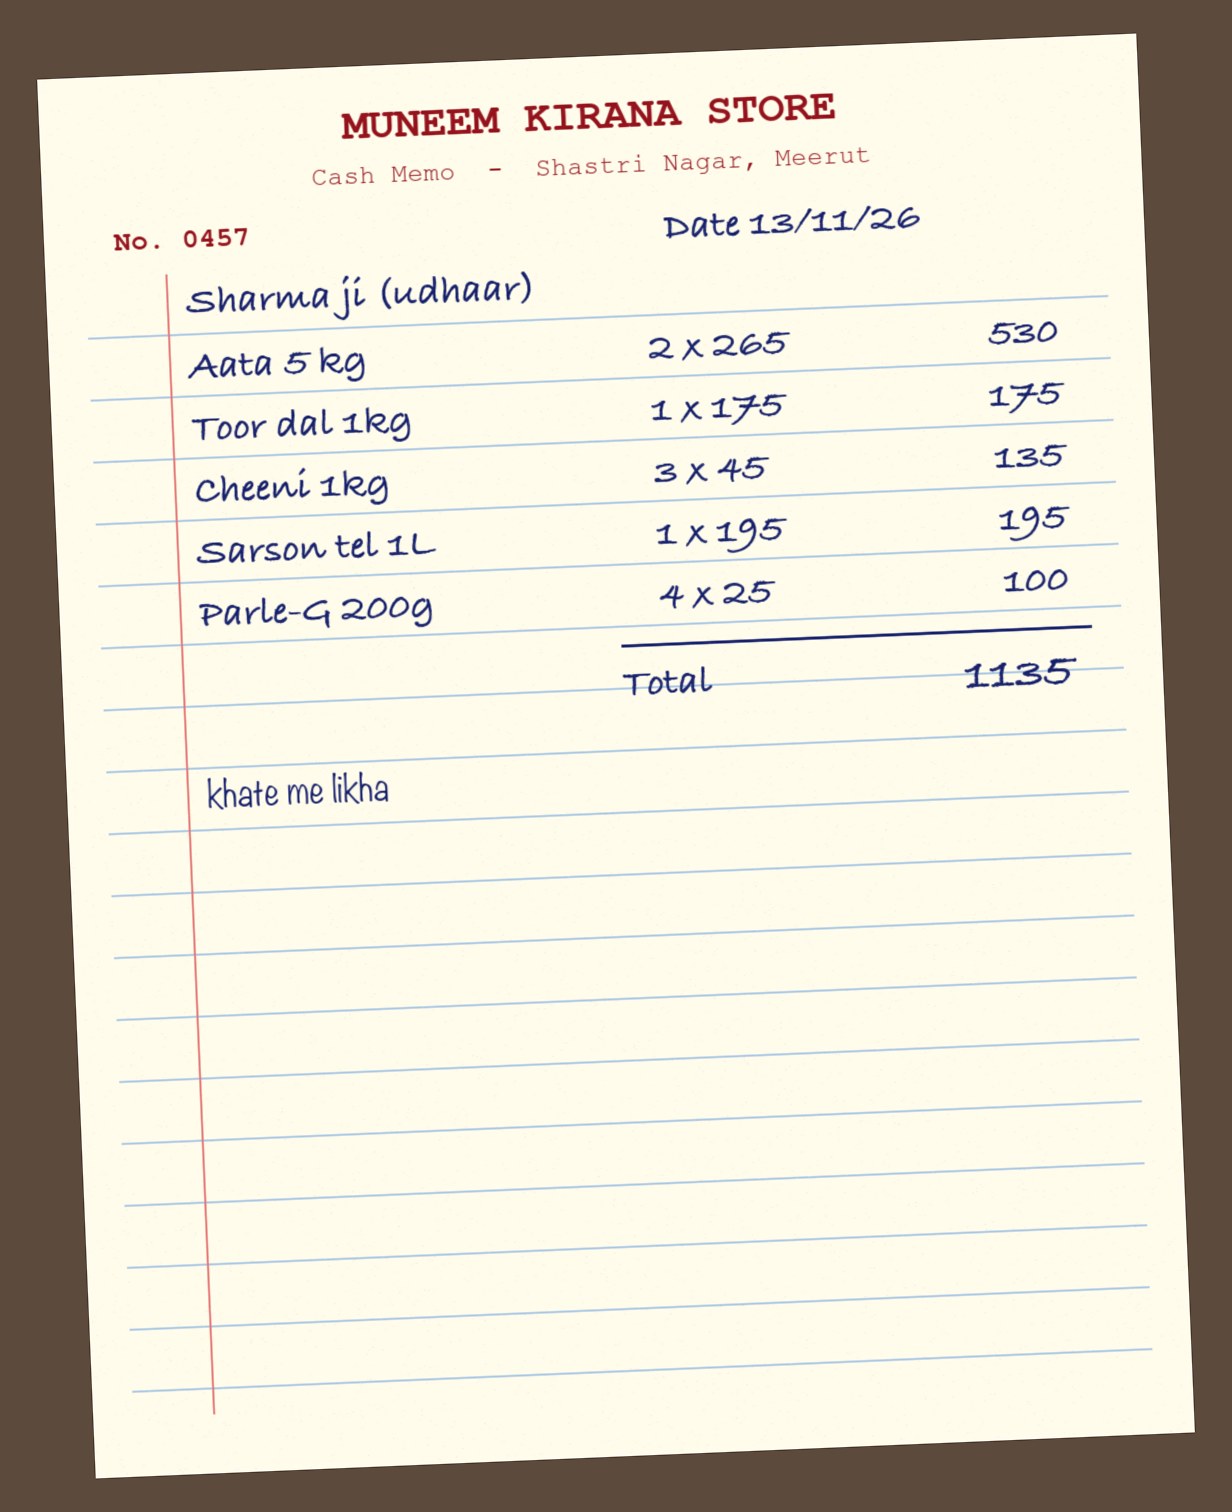 MUNEEM KIRANA STORE
Cash Memo - Shastri Nagar, Meerut
No. 0457 Date 13/11/26
Sharma ji (udhaar)
Aata 5 kg 2 x 265 530
Toor dal 1kg 1 x 175 175
Cheeni 1kg 3 x 45 135
Sarson tel 1L 1 x 195 195
Parle-G 200g 4 x 25 100
Total 1135
khate me likha